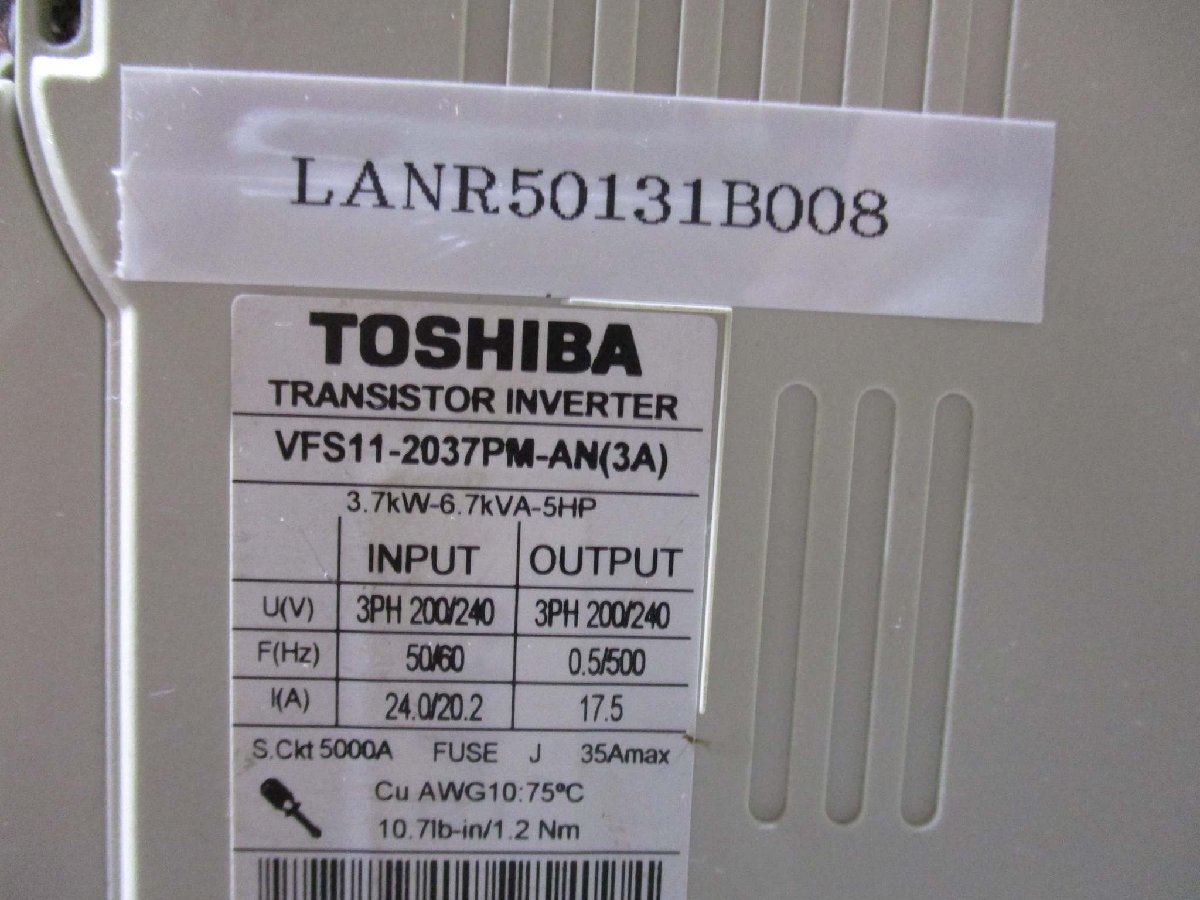 LANR50131B008
TOSHIBA
TRANSISTOR INVERTER
VFS11-2037PM-AN(3A)
3.7kW-6.7kVA-5HP
INPUT OUTPUT
U(V) 3PH 200/240 3PH 200/240
F(Hz) 50/60 0.5/500
I(A) 24.0/20.2 17.5
S.Ckt 5000A FUSE J 35Amax
Cu AWG10:75°C
10.7lb-in/1.2 Nm